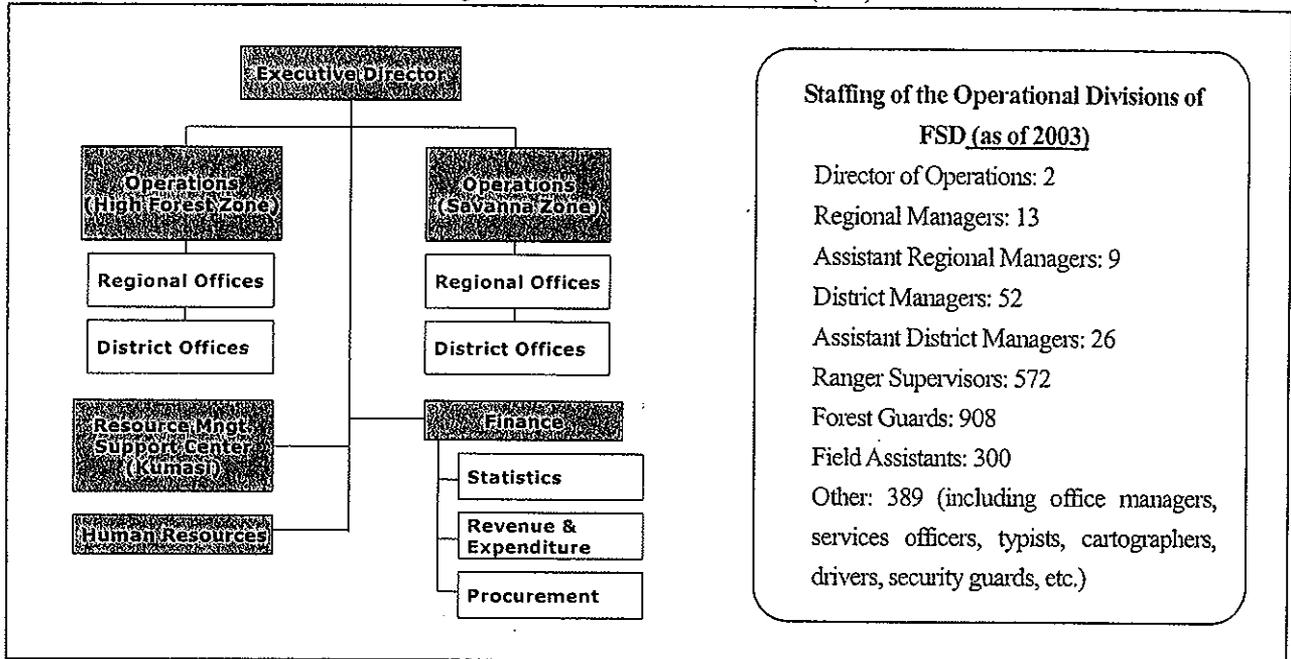 Executive Director
Operations
(High Forest Zone)
Operations
(Savanna Zone)
Regional Offices
Regional Offices
District Offices
District Offices
Resource Mngt.
Support Center
(Kumasi)
Finance
Statistics
Human Resources
Revenue &
Expenditure
Procurement
Staffing of the Operational Divisions of
FSD (as of 2003)
Director of Operations: 2
Regional Managers: 13
Assistant Regional Managers: 9
District Managers: 52
Assistant District Managers: 26
Ranger Supervisors: 572
Forest Guards: 908
Field Assistants: 300
Other: 389 (including office managers,
services officers, typists, cartographers,
drivers, security guards, etc.)